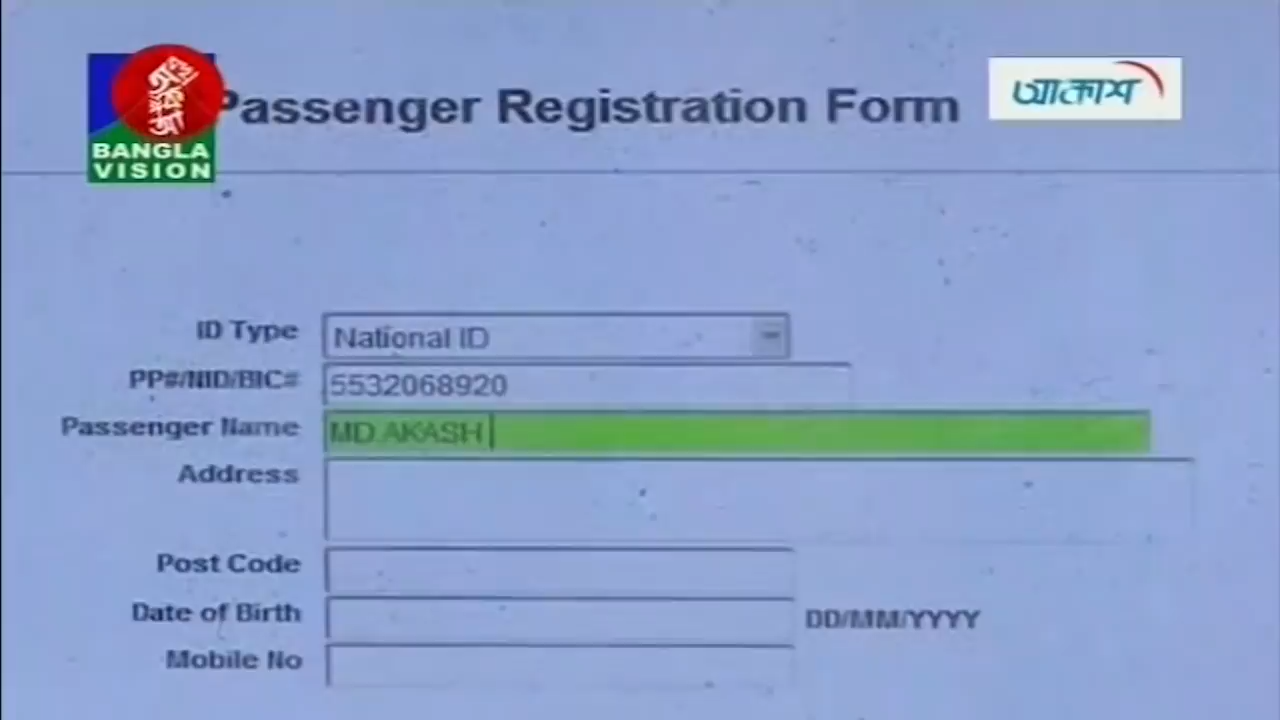 Passenger Registration Form
আকাশ
BANGLA
VISION
ID Type
National ID
PP#/NID/BIC#
5532068920
Passenger Name
MD.AKASH
Address
Post Code
Date of Birth
DD/MM/YYYY
Mobile No